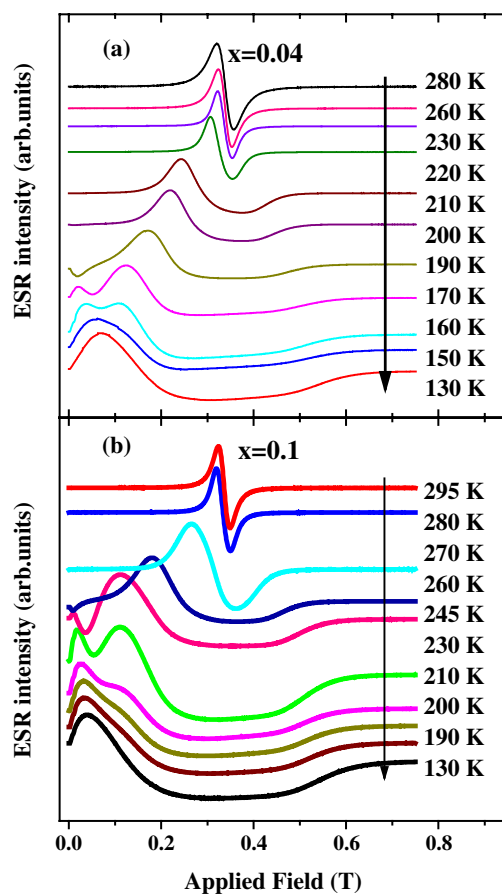 (a)
x=0.04
280 K
260 K
230 K
220 K
210 K
200 K
190 K
170 K
160 K
150 K
130 K
ESR intensity (arb.units)
(b)
x=0.1
295 K
280 K
270 K
260 K
245 K
230 K
210 K
200 K
190 K
130 K
ESR intensity (arb.units)
0.0 0.2 0.4 0.6 0.8
Applied Field (T)